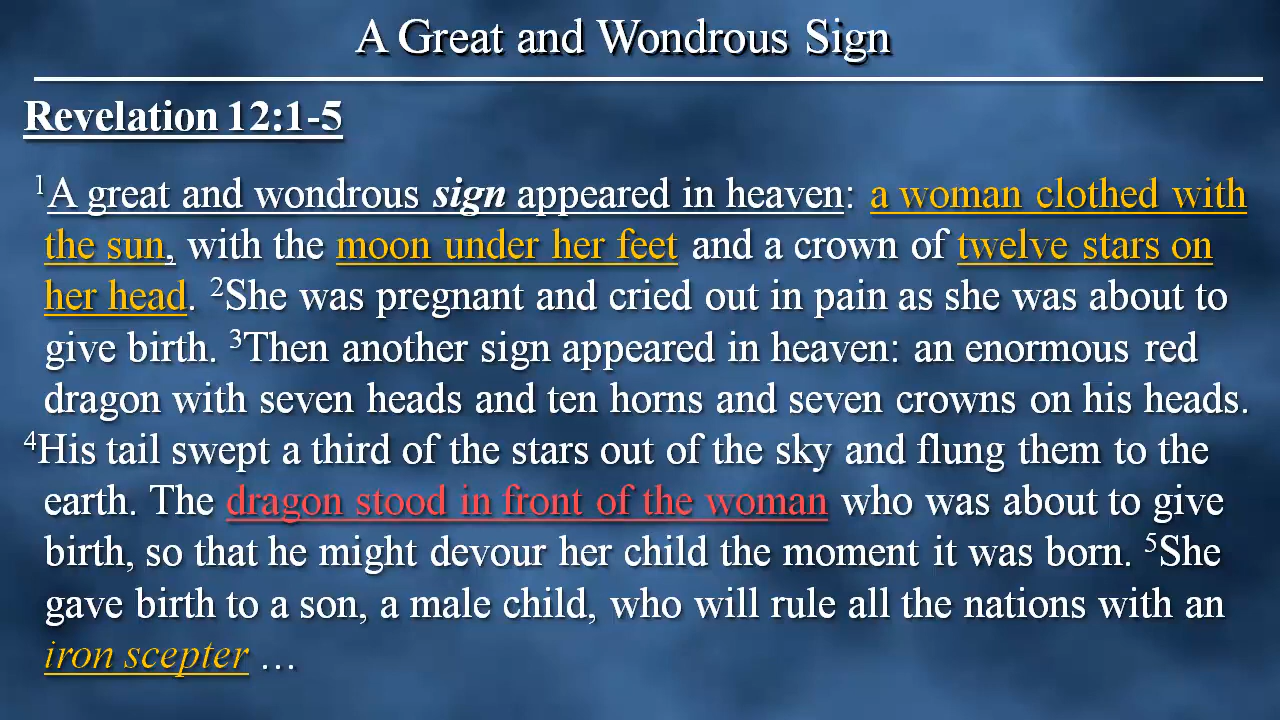 A Great and Wondrous Sign
Revelation 12:1-5
1A great and wondrous sign appeared in heaven: a woman clothed with
the sun, with the moon under her feet and a crown of twelve stars on
her head. 2She was pregnant and cried out in pain as she was about to
give birth. 3Then another sign appeared in heaven: an enormous red
dragon with seven heads and ten horns and seven crowns on his heads.
4His tail swept a third of the stars out of the sky and flung them to the
earth. The dragon stood in front of the woman who was about to give
birth, so that he might devour her child the moment it was born. 5She
gave birth to a son, a male child, who will rule all the nations with an
iron scepter …